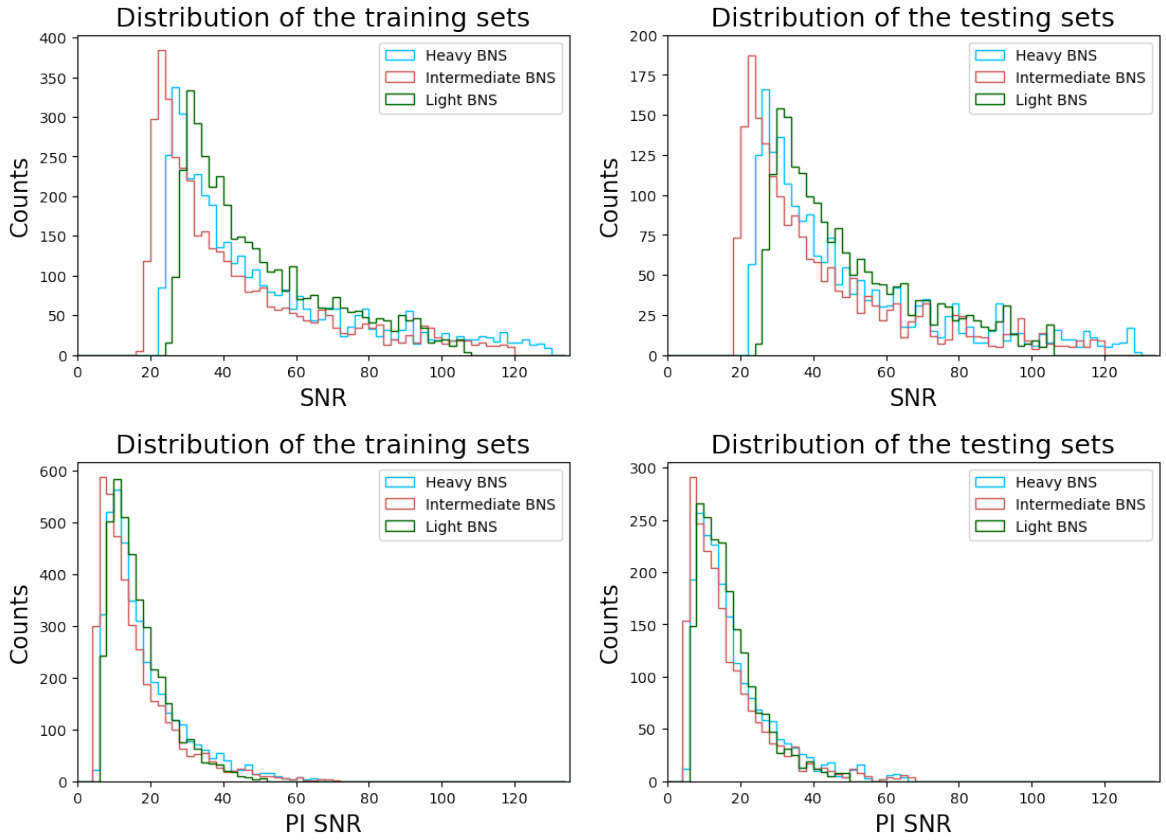 Distribution of the training sets
400
350
300
250
200
150
100
50
0
Counts
Heavy BNS
Intermediate BNS
Light BNS
0 20 40 60 80 100 120
SNR
Distribution of the testing sets
200
175
150
125
100
75
50
25
0
Counts
Heavy BNS
Intermediate BNS
Light BNS
0 20 40 60 80 100 120
SNR
Distribution of the training sets
600
500
400
300
200
100
0
Counts
Heavy BNS
Intermediate BNS
Light BNS
0 20 40 60 80 100 120
PI SNR
Distribution of the testing sets
300
250
200
150
100
50
0
Counts
Heavy BNS
Intermediate BNS
Light BNS
0 20 40 60 80 100 120
PI SNR